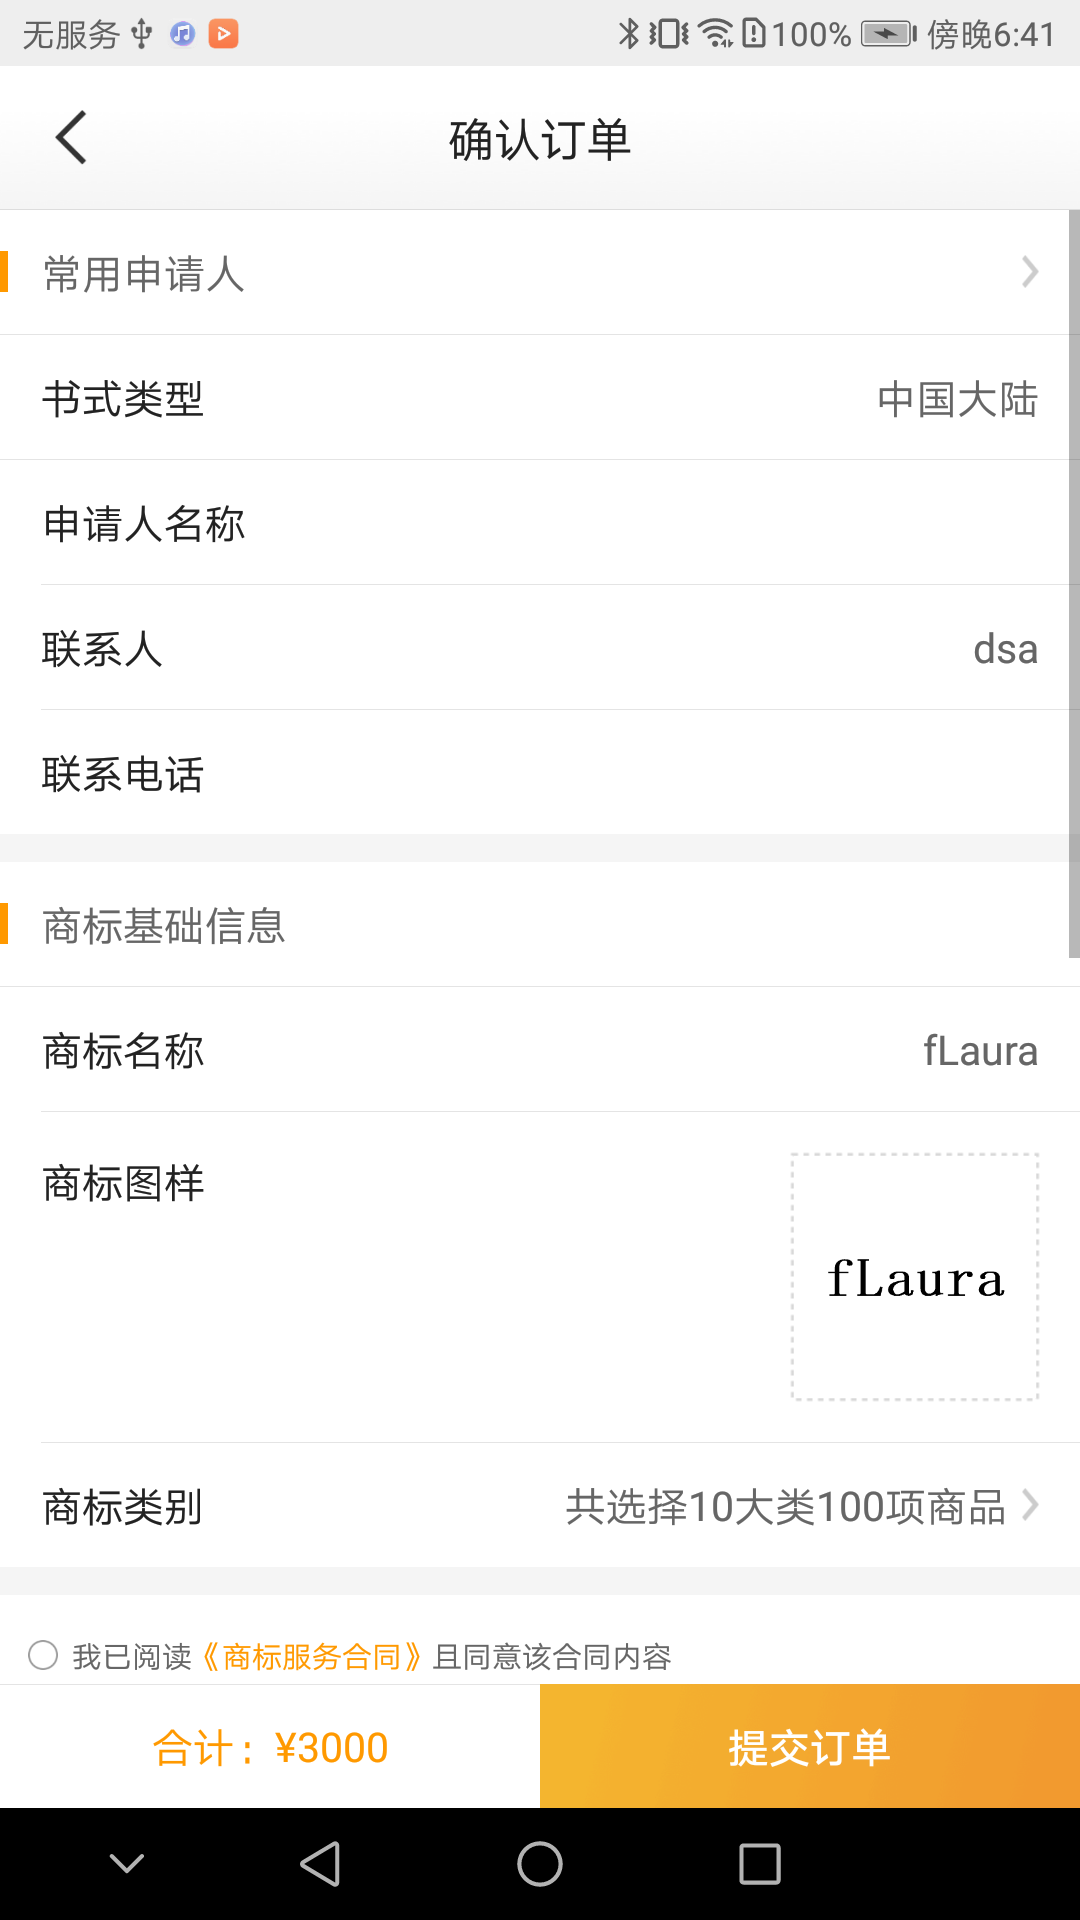 无服务 100% 傍晚6:41
确认订单
常用申请人
书式类型 中国大陆
申请人名称
联系人 dsa
联系电话
商标基础信息
商标名称 fLaura
商标图样
fLaura
商标类别 共选择10大类100项商品
我已阅读《商标服务合同》且同意该合同内容
合计：¥3000 提交订单